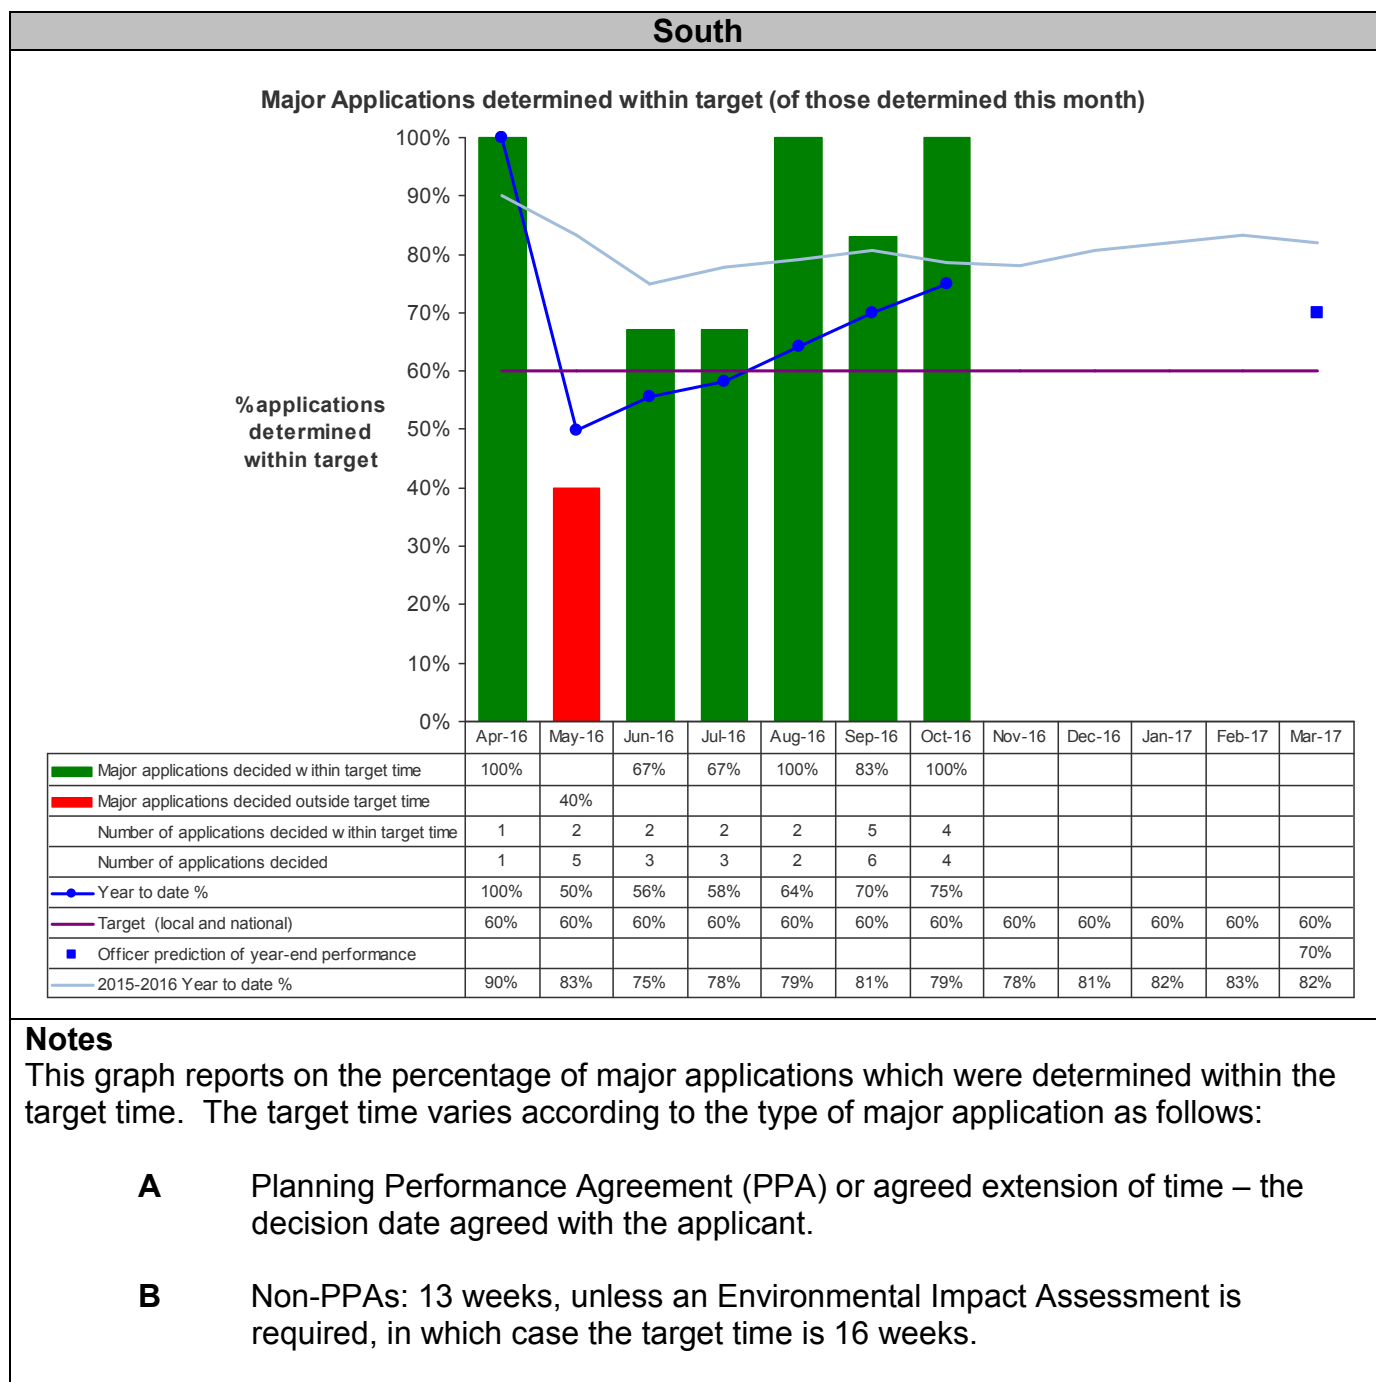 South
Major Applications determined within target (of those determined this month)
100%
90%
80%
70%
60%
50%
40%
30%
20%
10%
0%
%applications
determined
within target
Apr-16 May-16 Jun-16 Jul-16 Aug-16 Sep-16 Oct-16 Nov-16 Dec-16 Jan-17 Feb-17 Mar-17
Major applications decided within target time 100% 67% 67% 100% 83% 100%
Major applications decided outside target time 40%
Number of applications decided within target time 1 2 2 2 2 5 4
Number of applications decided 1 5 3 3 2 6 4
Year to date % 100% 50% 56% 58% 64% 70% 75%
Target (local and national) 60% 60% 60% 60% 60% 60% 60% 60% 60% 60% 60% 60%
Officer prediction of year-end performance 70%
2015-2016 Year to date % 90% 83% 75% 78% 79% 81% 79% 78% 81% 82% 83% 82%
Notes
This graph reports on the percentage of major applications which were determined within the
target time. The target time varies according to the type of major application as follows:
A Planning Performance Agreement (PPA) or agreed extension of time – the
decision date agreed with the applicant.
B Non-PPAs: 13 weeks, unless an Environmental Impact Assessment is
required, in which case the target time is 16 weeks.